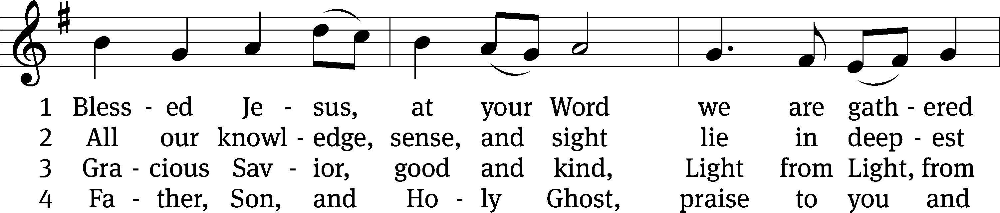 1 Bless - ed Je - sus, at your Word we are gath - ered
2 All our knowl - edge, sense, and sight lie in deep - est
3 Gra - cious Sav - ior, good and kind, Light from Light, from
4 Fa - ther, Son, and Ho - ly Ghost, praise to you and